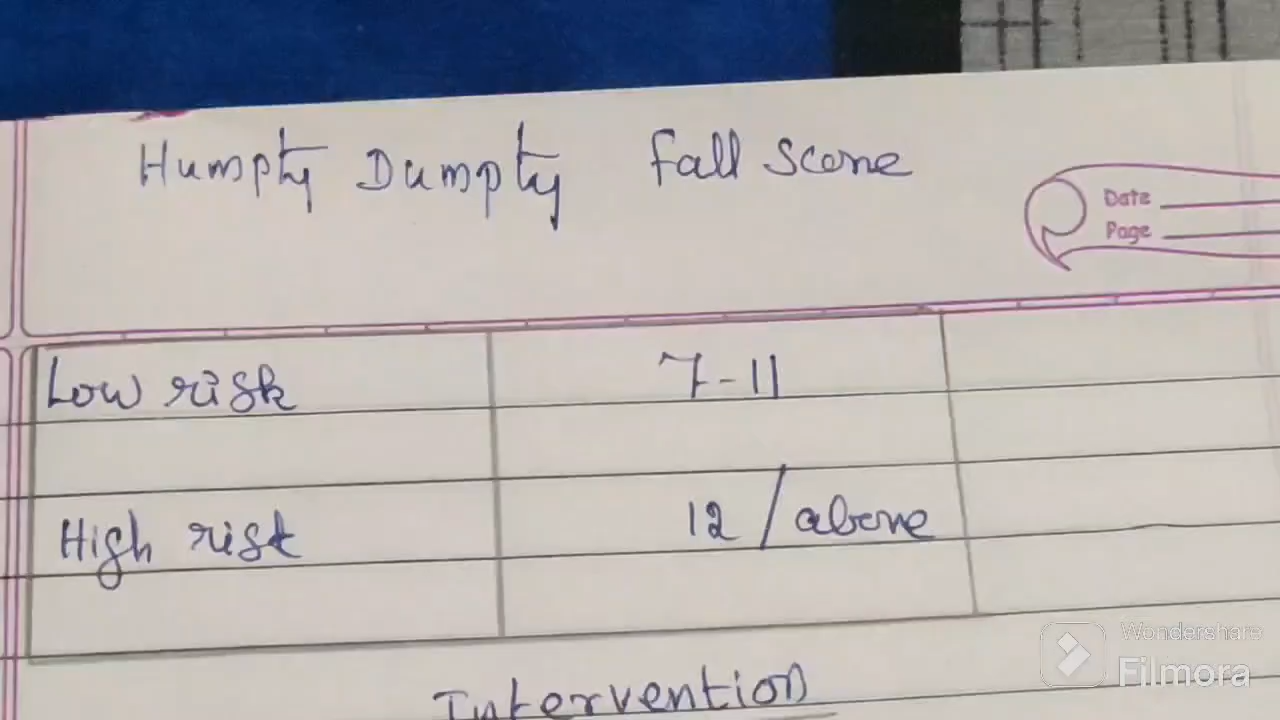 Humpty Dumpty fall score
Date
Page
Low risk 7-11
High risk 12 / above
Intervention
Wondershare
Filmora